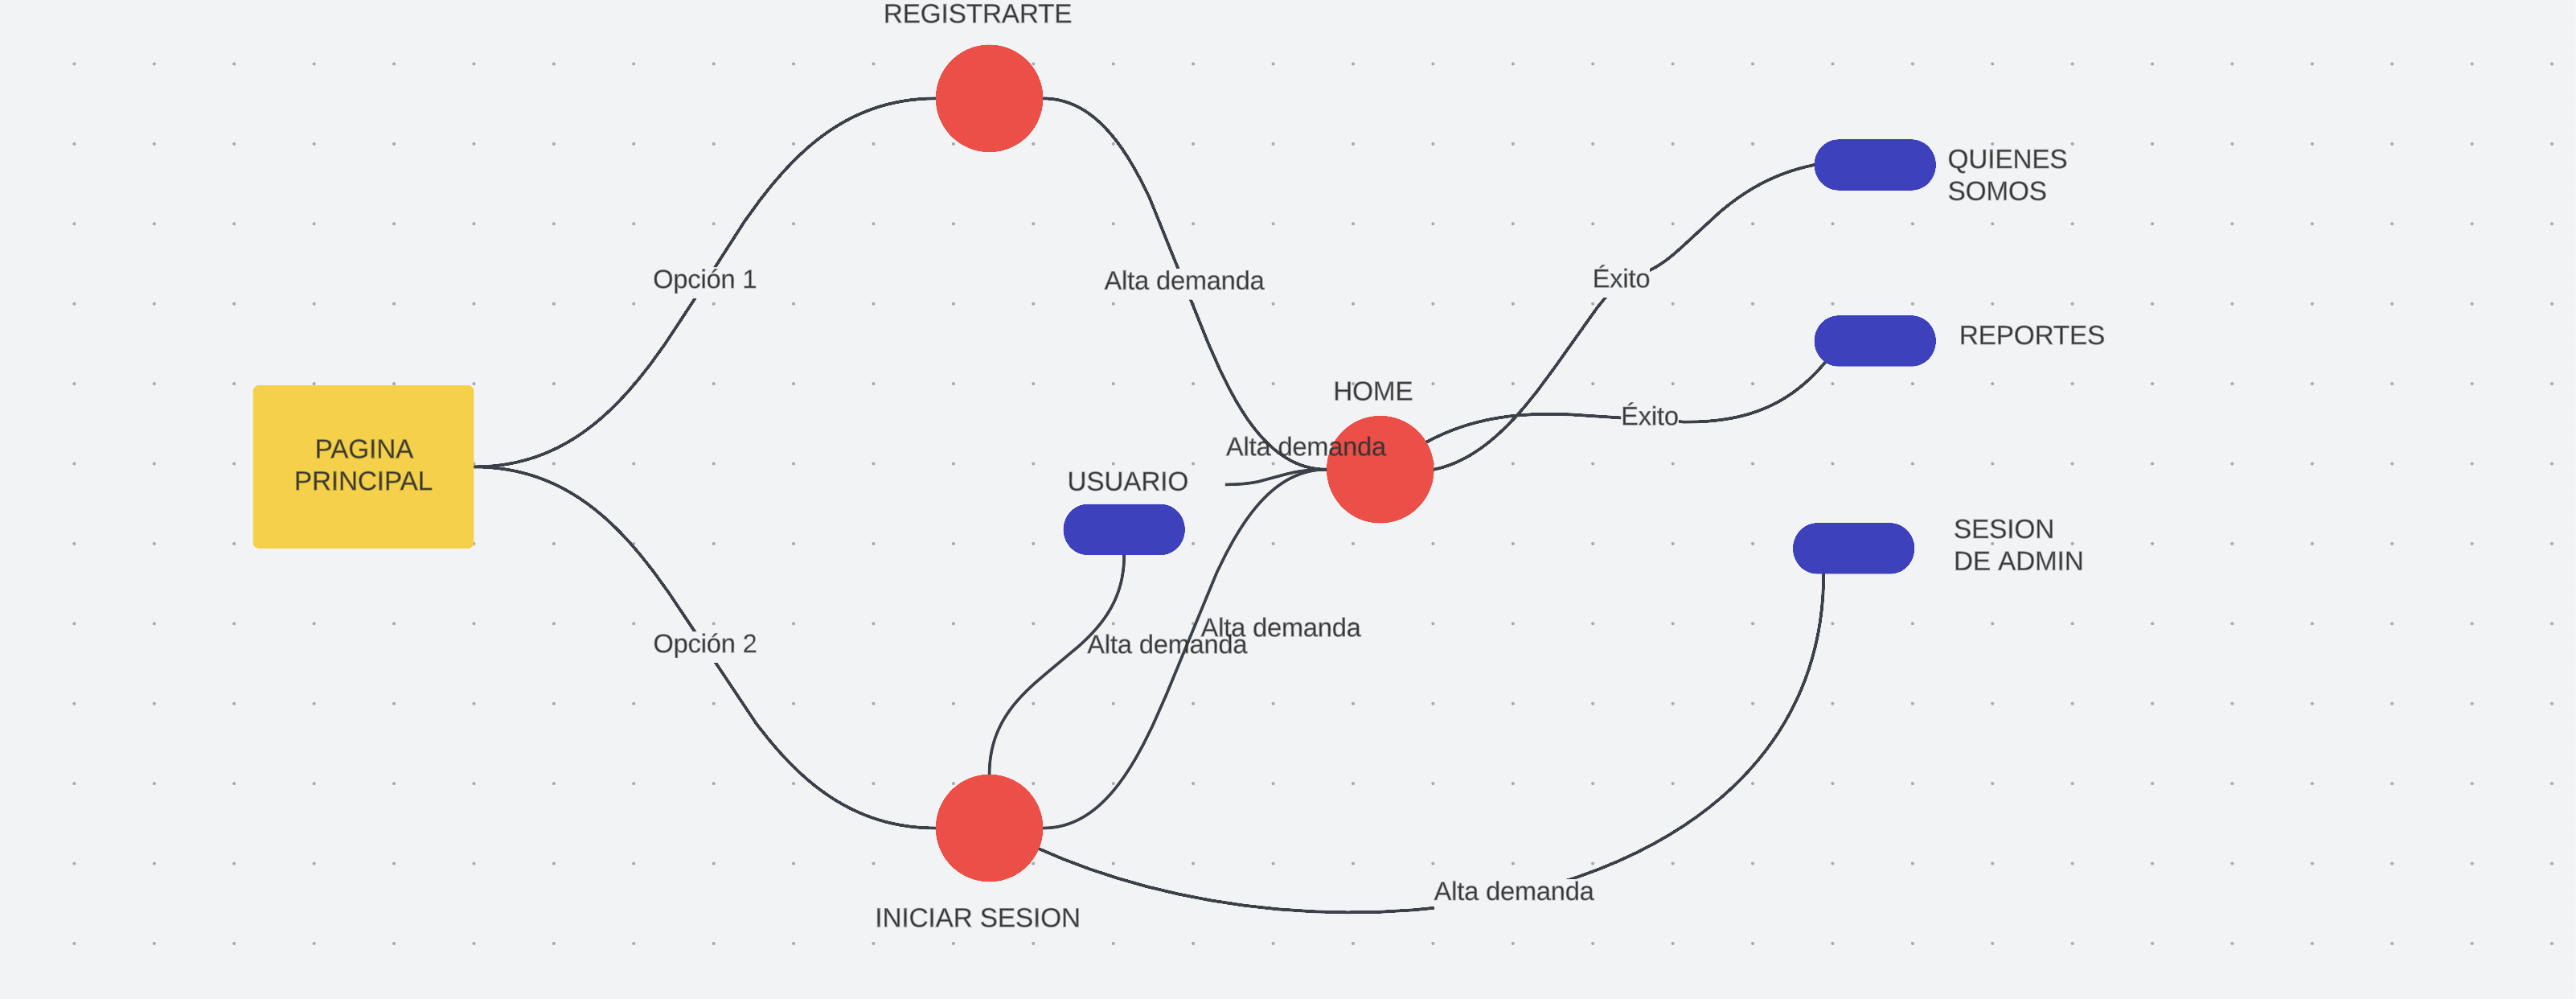 REGISTRARTE
QUIENES
SOMOS
Opción 1
Alta demanda
Éxito
REPORTES
HOME
Éxito
PAGINA
PRINCIPAL
Alta demanda
USUARIO
SESION
DE ADMIN
Opción 2
Alta demanda
Alta demanda
Alta demanda
INICIAR SESION